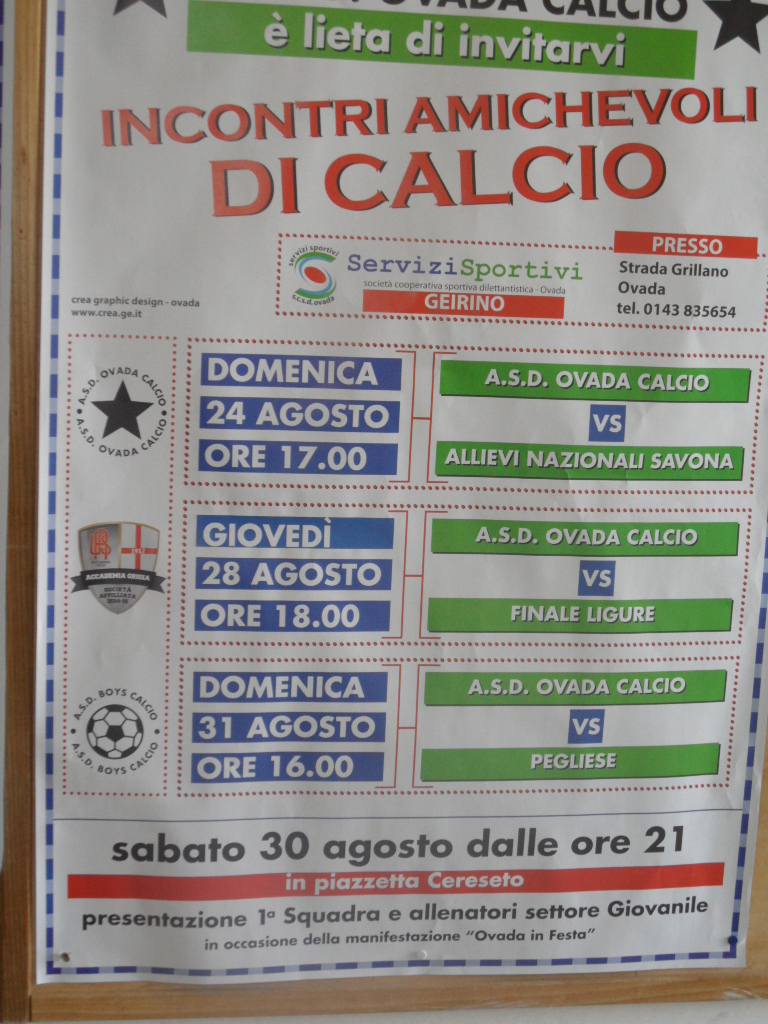 OVADA CALCIO
è lieta di invitarvi
INCONTRI AMICHEVOLI
DI CALCIO
servizi sportivi
s.c.s.d. ovada
ServiziSportivi
società cooperativa sportiva dilettantistica - Ovada
GEIRINO
PRESSO
Strada Grillano
Ovada
tel. 0143 835654
crea graphic design - ovada
www.crea.ge.it
A.S.D. OVADA CALCIO
A.S.D. OVADA CALCIO
DOMENICA
24 AGOSTO
ORE 17.00
A.S.D. OVADA CALCIO
VS
ALLIEVI NAZIONALI SAVONA
1912
ACCADEMIA GRIGIA
SOCIETÀ
AFFILIATA
GIOVEDÌ
28 AGOSTO
ORE 18.00
A.S.D. OVADA CALCIO
VS
FINALE LIGURE
A.S.D. BOYS CALCIO
A.S.D. BOYS CALCIO
DOMENICA
31 AGOSTO
ORE 16.00
A.S.D. OVADA CALCIO
VS
PEGLIESE
sabato 30 agosto dalle ore 21
in piazzetta Cereseto
presentazione 1a Squadra e allenatori settore Giovanile
in occasione della manifestazione "Ovada in Festa"